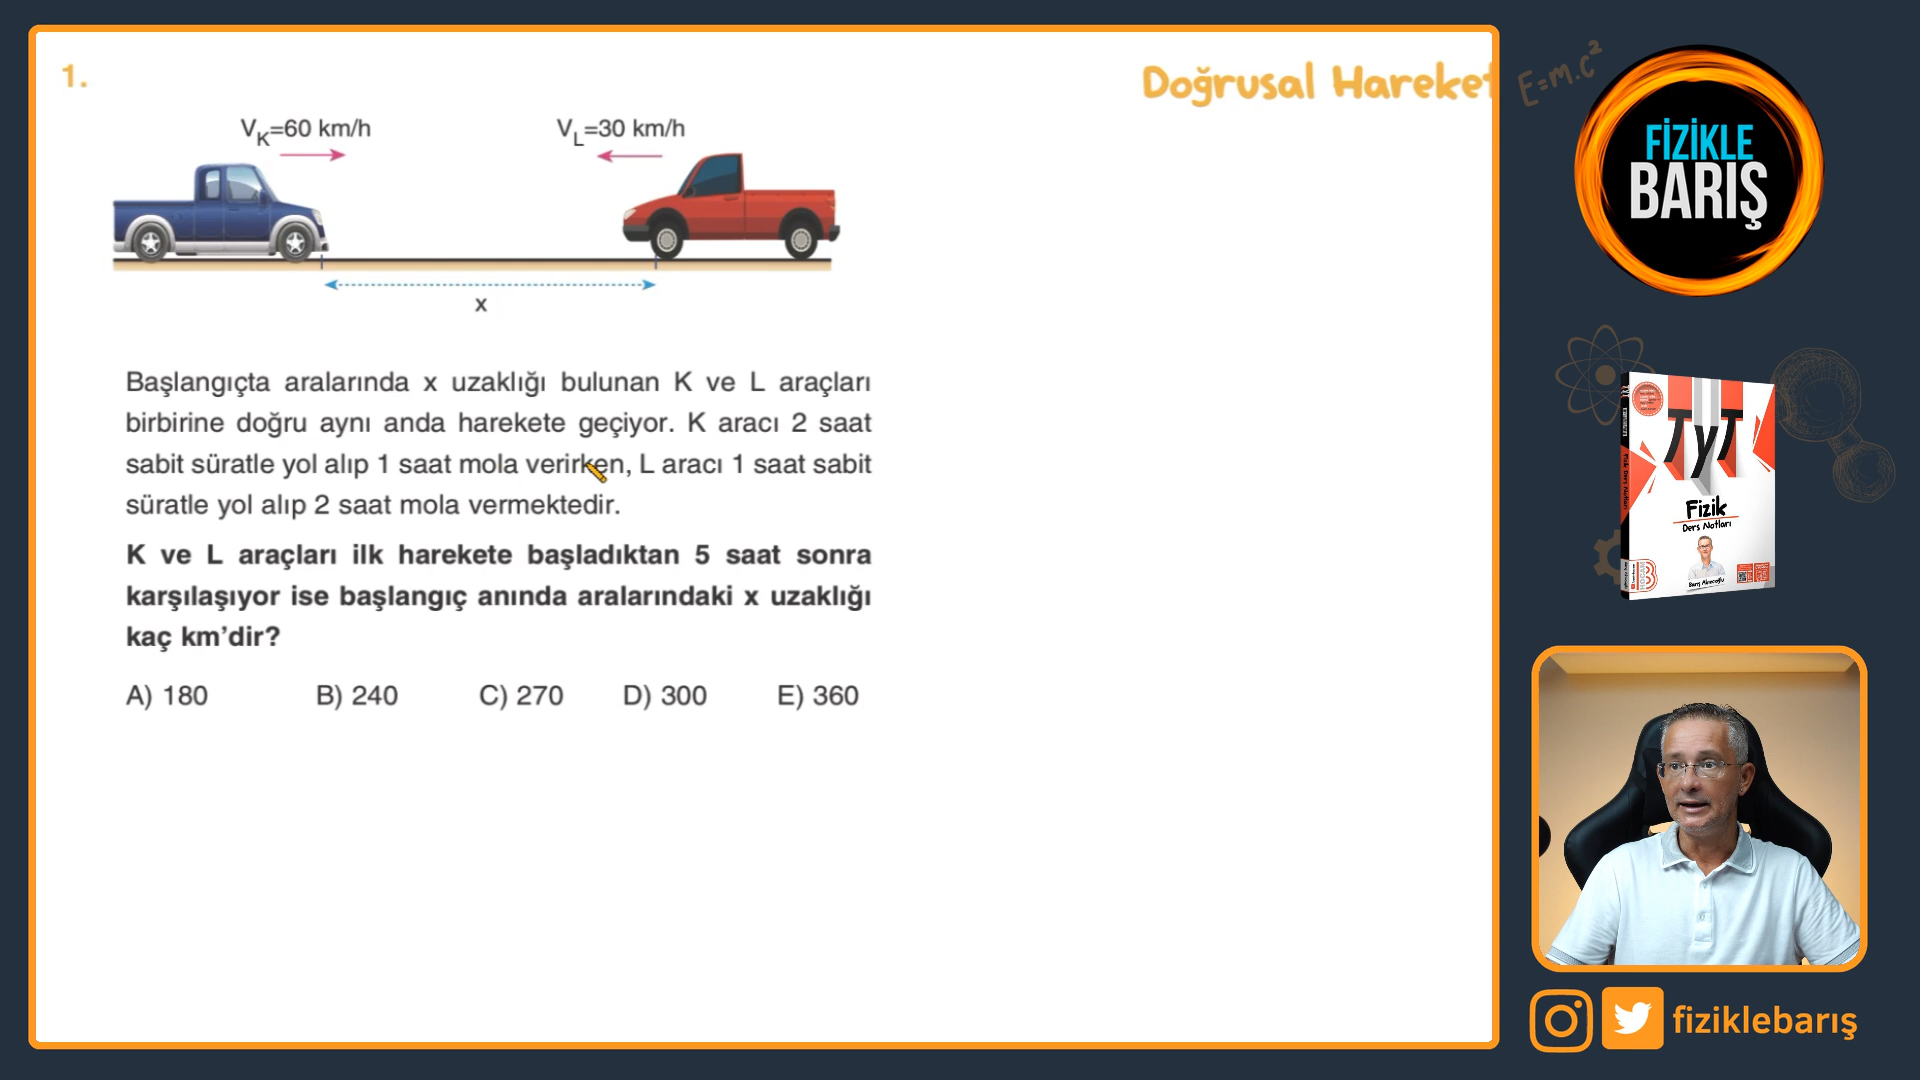 1.
Doğrusal Hareket
E=m.c²
V_K=60 km/h
V_L=30 km/h
x
Başlangıçta aralarında x uzaklığı bulunan K ve L araçları
birbirine doğru aynı anda harekete geçiyor. K aracı 2 saat
sabit süratle yol alıp 1 saat mola verirken, L aracı 1 saat sabit
süratle yol alıp 2 saat mola vermektedir.
K ve L araçları ilk harekete başladıktan 5 saat sonra
karşılaşıyor ise başlangıç anında aralarındaki x uzaklığı
kaç km'dir?
A) 180 B) 240 C) 270 D) 300 E) 360
FİZİKLE
BARIŞ
TYT
Fizik
Ders Notları
fiziklebarış